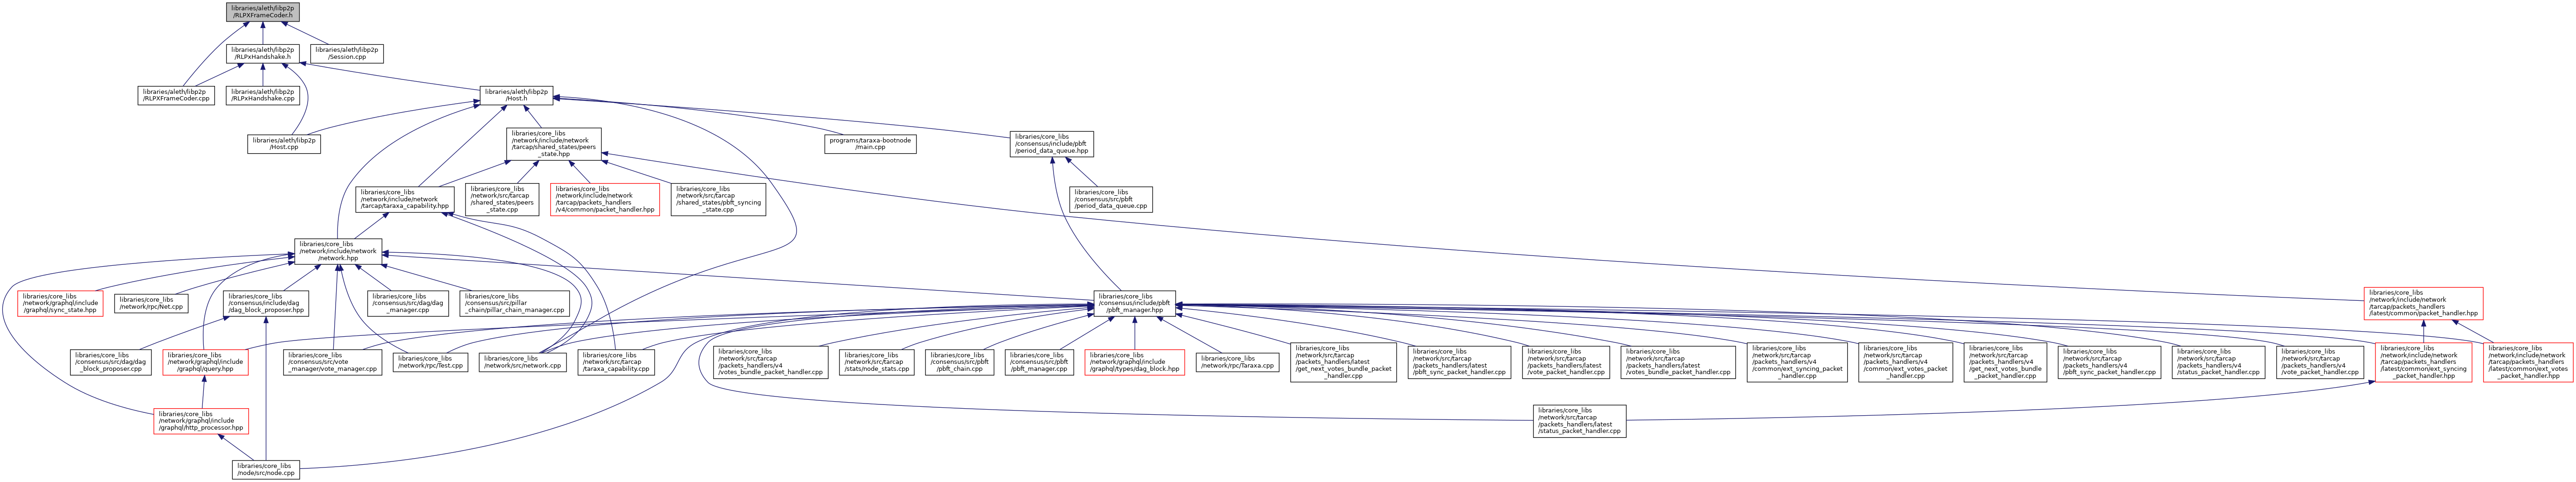 libraries/aleth/libp2p
/RLPXFrameCoder.h
libraries/aleth/libp2p
/RLPxHandshake.h
libraries/aleth/libp2p
/Session.cpp
libraries/aleth/libp2p
/RLPXFrameCoder.cpp
libraries/aleth/libp2p
/RLPxHandshake.cpp
libraries/aleth/libp2p
/Host.h
libraries/aleth/libp2p
/Host.cpp
libraries/core_libs
/network/include/network
/tarcap/shared_states/peers
_state.hpp
programs/taraxa-bootnode
/main.cpp
libraries/core_libs
/consensus/include/pbft
/period_data_queue.hpp
libraries/core_libs
/network/include/network
/tarcap/taraxa_capability.hpp
libraries/core_libs
/network/src/tarcap
/shared_states/peers
_state.cpp
libraries/core_libs
/network/include/network
/tarcap/packets_handlers
/v4/common/packet_handler.hpp
libraries/core_libs
/network/src/tarcap
/shared_states/pbft_syncing
_state.cpp
libraries/core_libs
/consensus/src/pbft
/period_data_queue.cpp
libraries/core_libs
/network/include/network
/network.hpp
libraries/core_libs
/network/graphql/include
/graphql/sync_state.hpp
libraries/core_libs
/network/rpc/Net.cpp
libraries/core_libs
/consensus/include/dag
/dag_block_proposer.hpp
libraries/core_libs
/consensus/src/dag/dag
_manager.cpp
libraries/core_libs
/consensus/src/pillar
_chain/pillar_chain_manager.cpp
libraries/core_libs
/consensus/include/pbft
/pbft_manager.hpp
libraries/core_libs
/network/include/network
/tarcap/packets_handlers
/latest/common/packet_handler.hpp
libraries/core_libs
/consensus/src/dag/dag
_block_proposer.cpp
libraries/core_libs
/network/graphql/include
/graphql/query.hpp
libraries/core_libs
/consensus/src/vote
_manager/vote_manager.cpp
libraries/core_libs
/network/rpc/Test.cpp
libraries/core_libs
/network/src/network.cpp
libraries/core_libs
/network/src/tarcap
/taraxa_capability.cpp
libraries/core_libs
/network/src/tarcap
/packets_handlers/v4
/votes_bundle_packet_handler.cpp
libraries/core_libs
/network/src/tarcap
/stats/node_stats.cpp
libraries/core_libs
/consensus/src/pbft
/pbft_chain.cpp
libraries/core_libs
/consensus/src/pbft
/pbft_manager.cpp
libraries/core_libs
/network/graphql/include
/graphql/types/dag_block.hpp
libraries/core_libs
/network/rpc/Taraxa.cpp
libraries/core_libs
/network/src/tarcap
/packets_handlers/latest
/get_next_votes_bundle_packet
_handler.cpp
libraries/core_libs
/network/src/tarcap
/packets_handlers/latest
/pbft_sync_packet_handler.cpp
libraries/core_libs
/network/src/tarcap
/packets_handlers/latest
/vote_packet_handler.cpp
libraries/core_libs
/network/src/tarcap
/packets_handlers/latest
/votes_bundle_packet_handler.cpp
libraries/core_libs
/network/src/tarcap
/packets_handlers/v4
/common/ext_syncing_packet
_handler.cpp
libraries/core_libs
/network/src/tarcap
/packets_handlers/v4
/common/ext_votes_packet
_handler.cpp
libraries/core_libs
/network/src/tarcap
/packets_handlers/v4
/get_next_votes_bundle
_packet_handler.cpp
libraries/core_libs
/network/src/tarcap
/packets_handlers/v4
/pbft_sync_packet_handler.cpp
libraries/core_libs
/network/src/tarcap
/packets_handlers/v4
/status_packet_handler.cpp
libraries/core_libs
/network/src/tarcap
/packets_handlers/v4
/vote_packet_handler.cpp
libraries/core_libs
/network/include/network
/tarcap/packets_handlers
/latest/common/ext_syncing
_packet_handler.hpp
libraries/core_libs
/network/include/network
/tarcap/packets_handlers
/latest/common/ext_votes
_packet_handler.hpp
libraries/core_libs
/network/graphql/include
/graphql/http_processor.hpp
libraries/core_libs
/network/src/tarcap
/packets_handlers/latest
/status_packet_handler.cpp
libraries/core_libs
/node/src/node.cpp